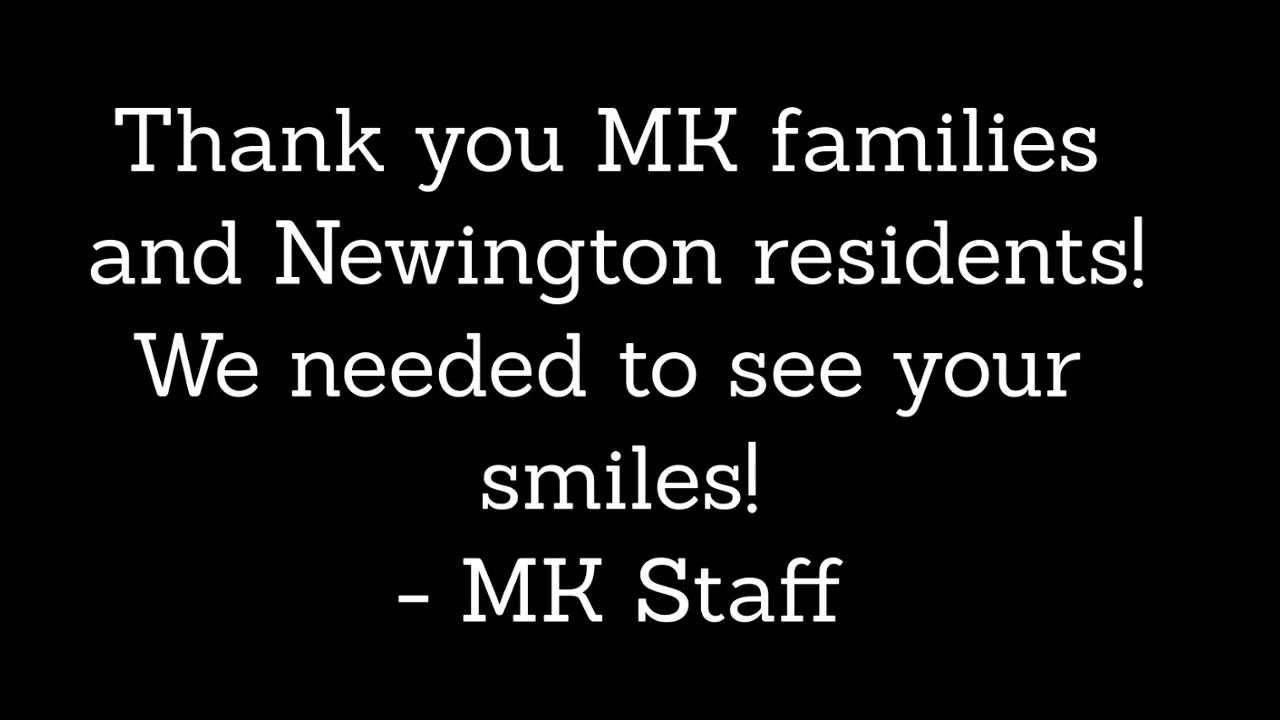 Thank you MK families
and Newington residents!
We needed to see your
smiles!
- MK Staff